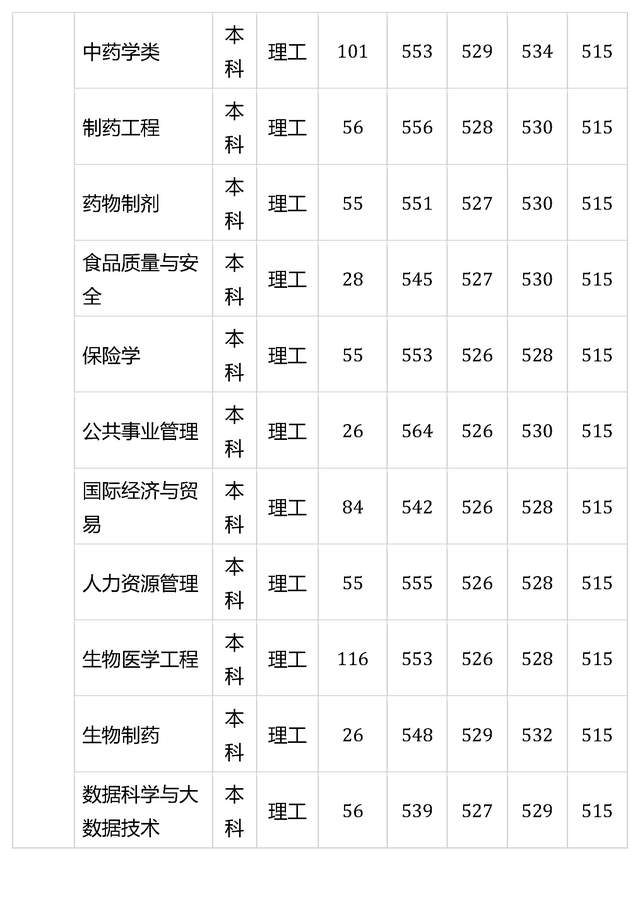 中药学类 本科 理工 101 553 529 534 515
制药工程 本科 理工 56 556 528 530 515
药物制剂 本科 理工 55 551 527 530 515
食品质量与安全 本科 理工 28 545 527 530 515
保险学 本科 理工 55 553 526 528 515
公共事业管理 本科 理工 26 564 526 530 515
国际经济与贸易 本科 理工 84 542 526 528 515
人力资源管理 本科 理工 55 555 526 528 515
生物医学工程 本科 理工 116 553 526 528 515
生物制药 本科 理工 26 548 529 532 515
数据科学与大数据技术 本科 理工 56 539 527 529 515